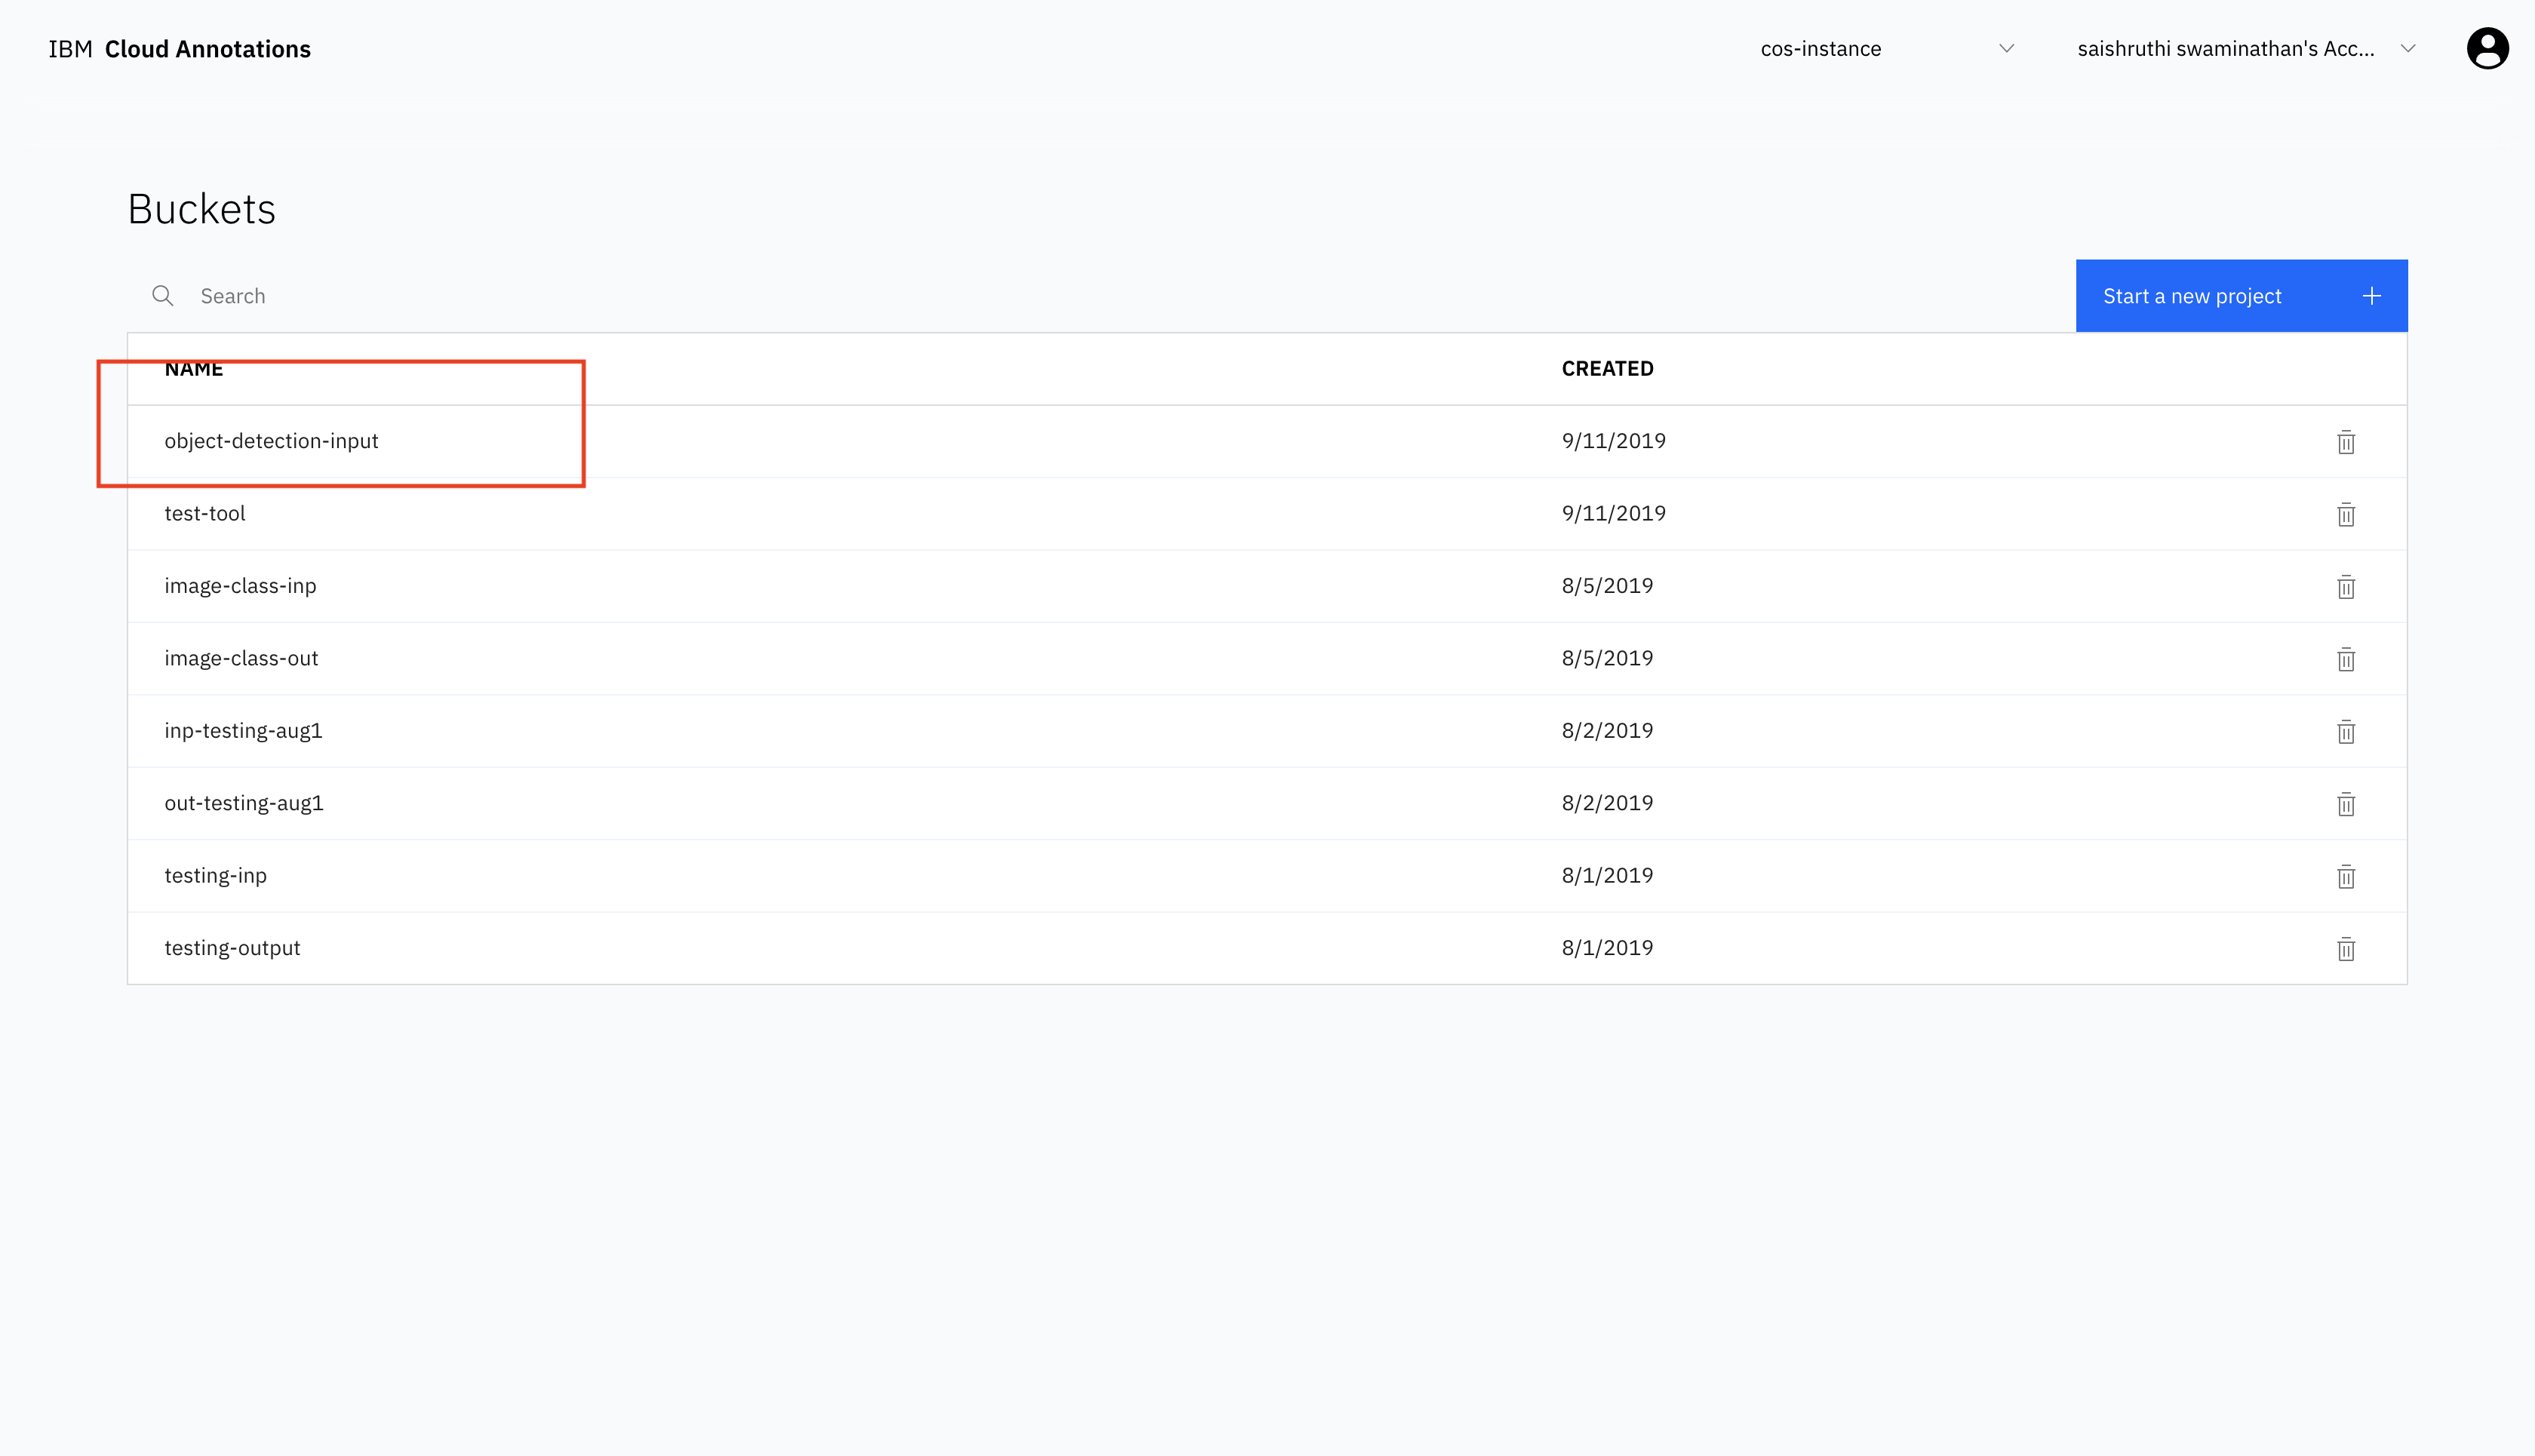 IBM Cloud Annotations cos-instance saishruthi swaminathan's Acc...
Buckets
Search Start a new project
NAME CREATED
object-detection-input 9/11/2019
test-tool 9/11/2019
image-class-inp 8/5/2019
image-class-out 8/5/2019
inp-testing-aug1 8/2/2019
out-testing-aug1 8/2/2019
testing-inp 8/1/2019
testing-output 8/1/2019